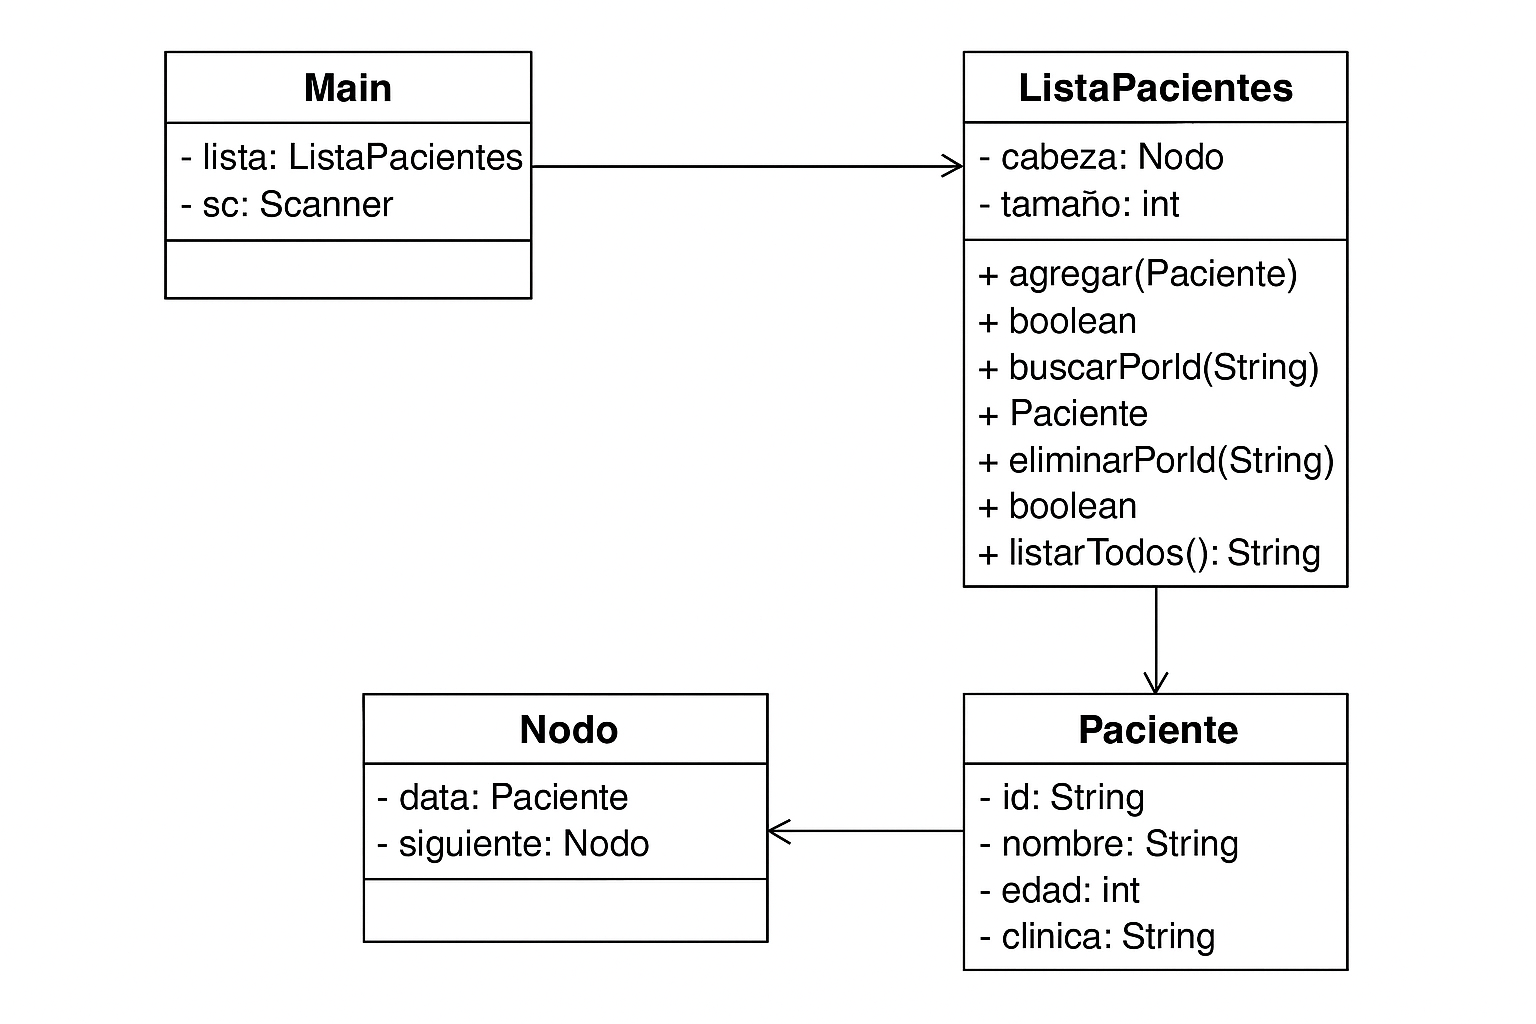 Main
- lista: ListaPacientes
- sc: Scanner
ListaPacientes
- cabeza: Nodo
- tamaño: int
+ agregar(Paciente)
+ boolean
+ buscarPorId(String)
+ Paciente
+ eliminarPorId(String)
+ boolean
+ listarTodos(): String
Nodo
- data: Paciente
- siguiente: Nodo
Paciente
- id: String
- nombre: String
- edad: int
- clinica: String